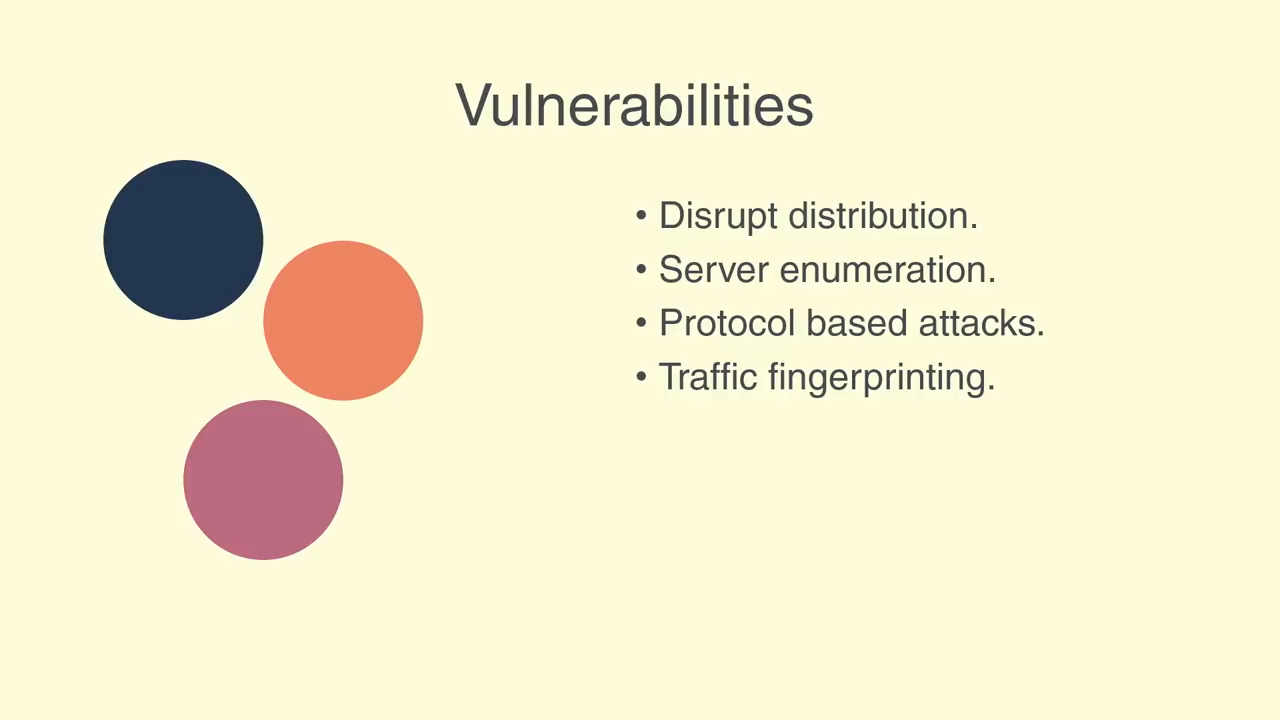 Vulnerabilities
• Disrupt distribution.
• Server enumeration.
• Protocol based attacks.
• Traffic fingerprinting.